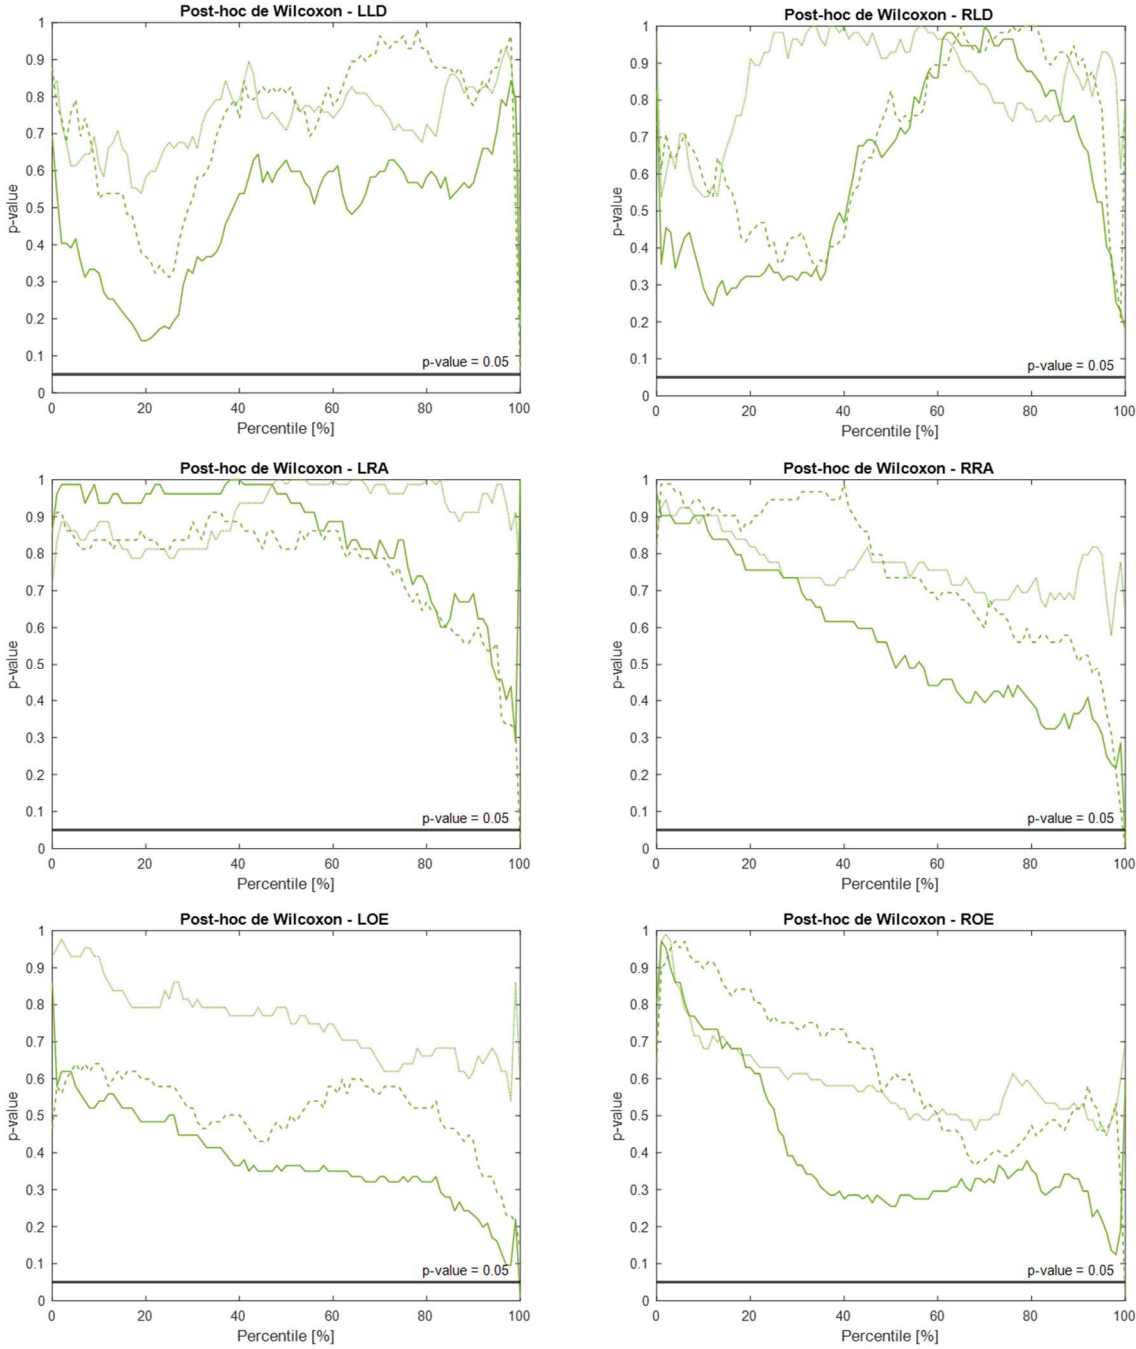 Post-hoc de Wilcoxon - LLD
1
0.9
0.8
0.7
0.6
0.5
0.4
0.3
0.2
0.1
0
p-value
p-value = 0.05
0 20 40 60 80 100
Percentile [%]
Post-hoc de Wilcoxon - RLD
1
0.9
0.8
0.7
0.6
0.5
0.4
0.3
0.2
0.1
0
p-value
p-value = 0.05
0 20 40 60 80 100
Percentile [%]
Post-hoc de Wilcoxon - LRA
1
0.9
0.8
0.7
0.6
0.5
0.4
0.3
0.2
0.1
0
p-value
p-value = 0.05
0 20 40 60 80 100
Percentile [%]
Post-hoc de Wilcoxon - RRA
1
0.9
0.8
0.7
0.6
0.5
0.4
0.3
0.2
0.1
0
p-value
p-value = 0.05
0 20 40 60 80 100
Percentile [%]
Post-hoc de Wilcoxon - LOE
1
0.9
0.8
0.7
0.6
0.5
0.4
0.3
0.2
0.1
0
p-value
p-value = 0.05
0 20 40 60 80 100
Percentile [%]
Post-hoc de Wilcoxon - ROE
1
0.9
0.8
0.7
0.6
0.5
0.4
0.3
0.2
0.1
0
p-value
p-value = 0.05
0 20 40 60 80 100
Percentile [%]